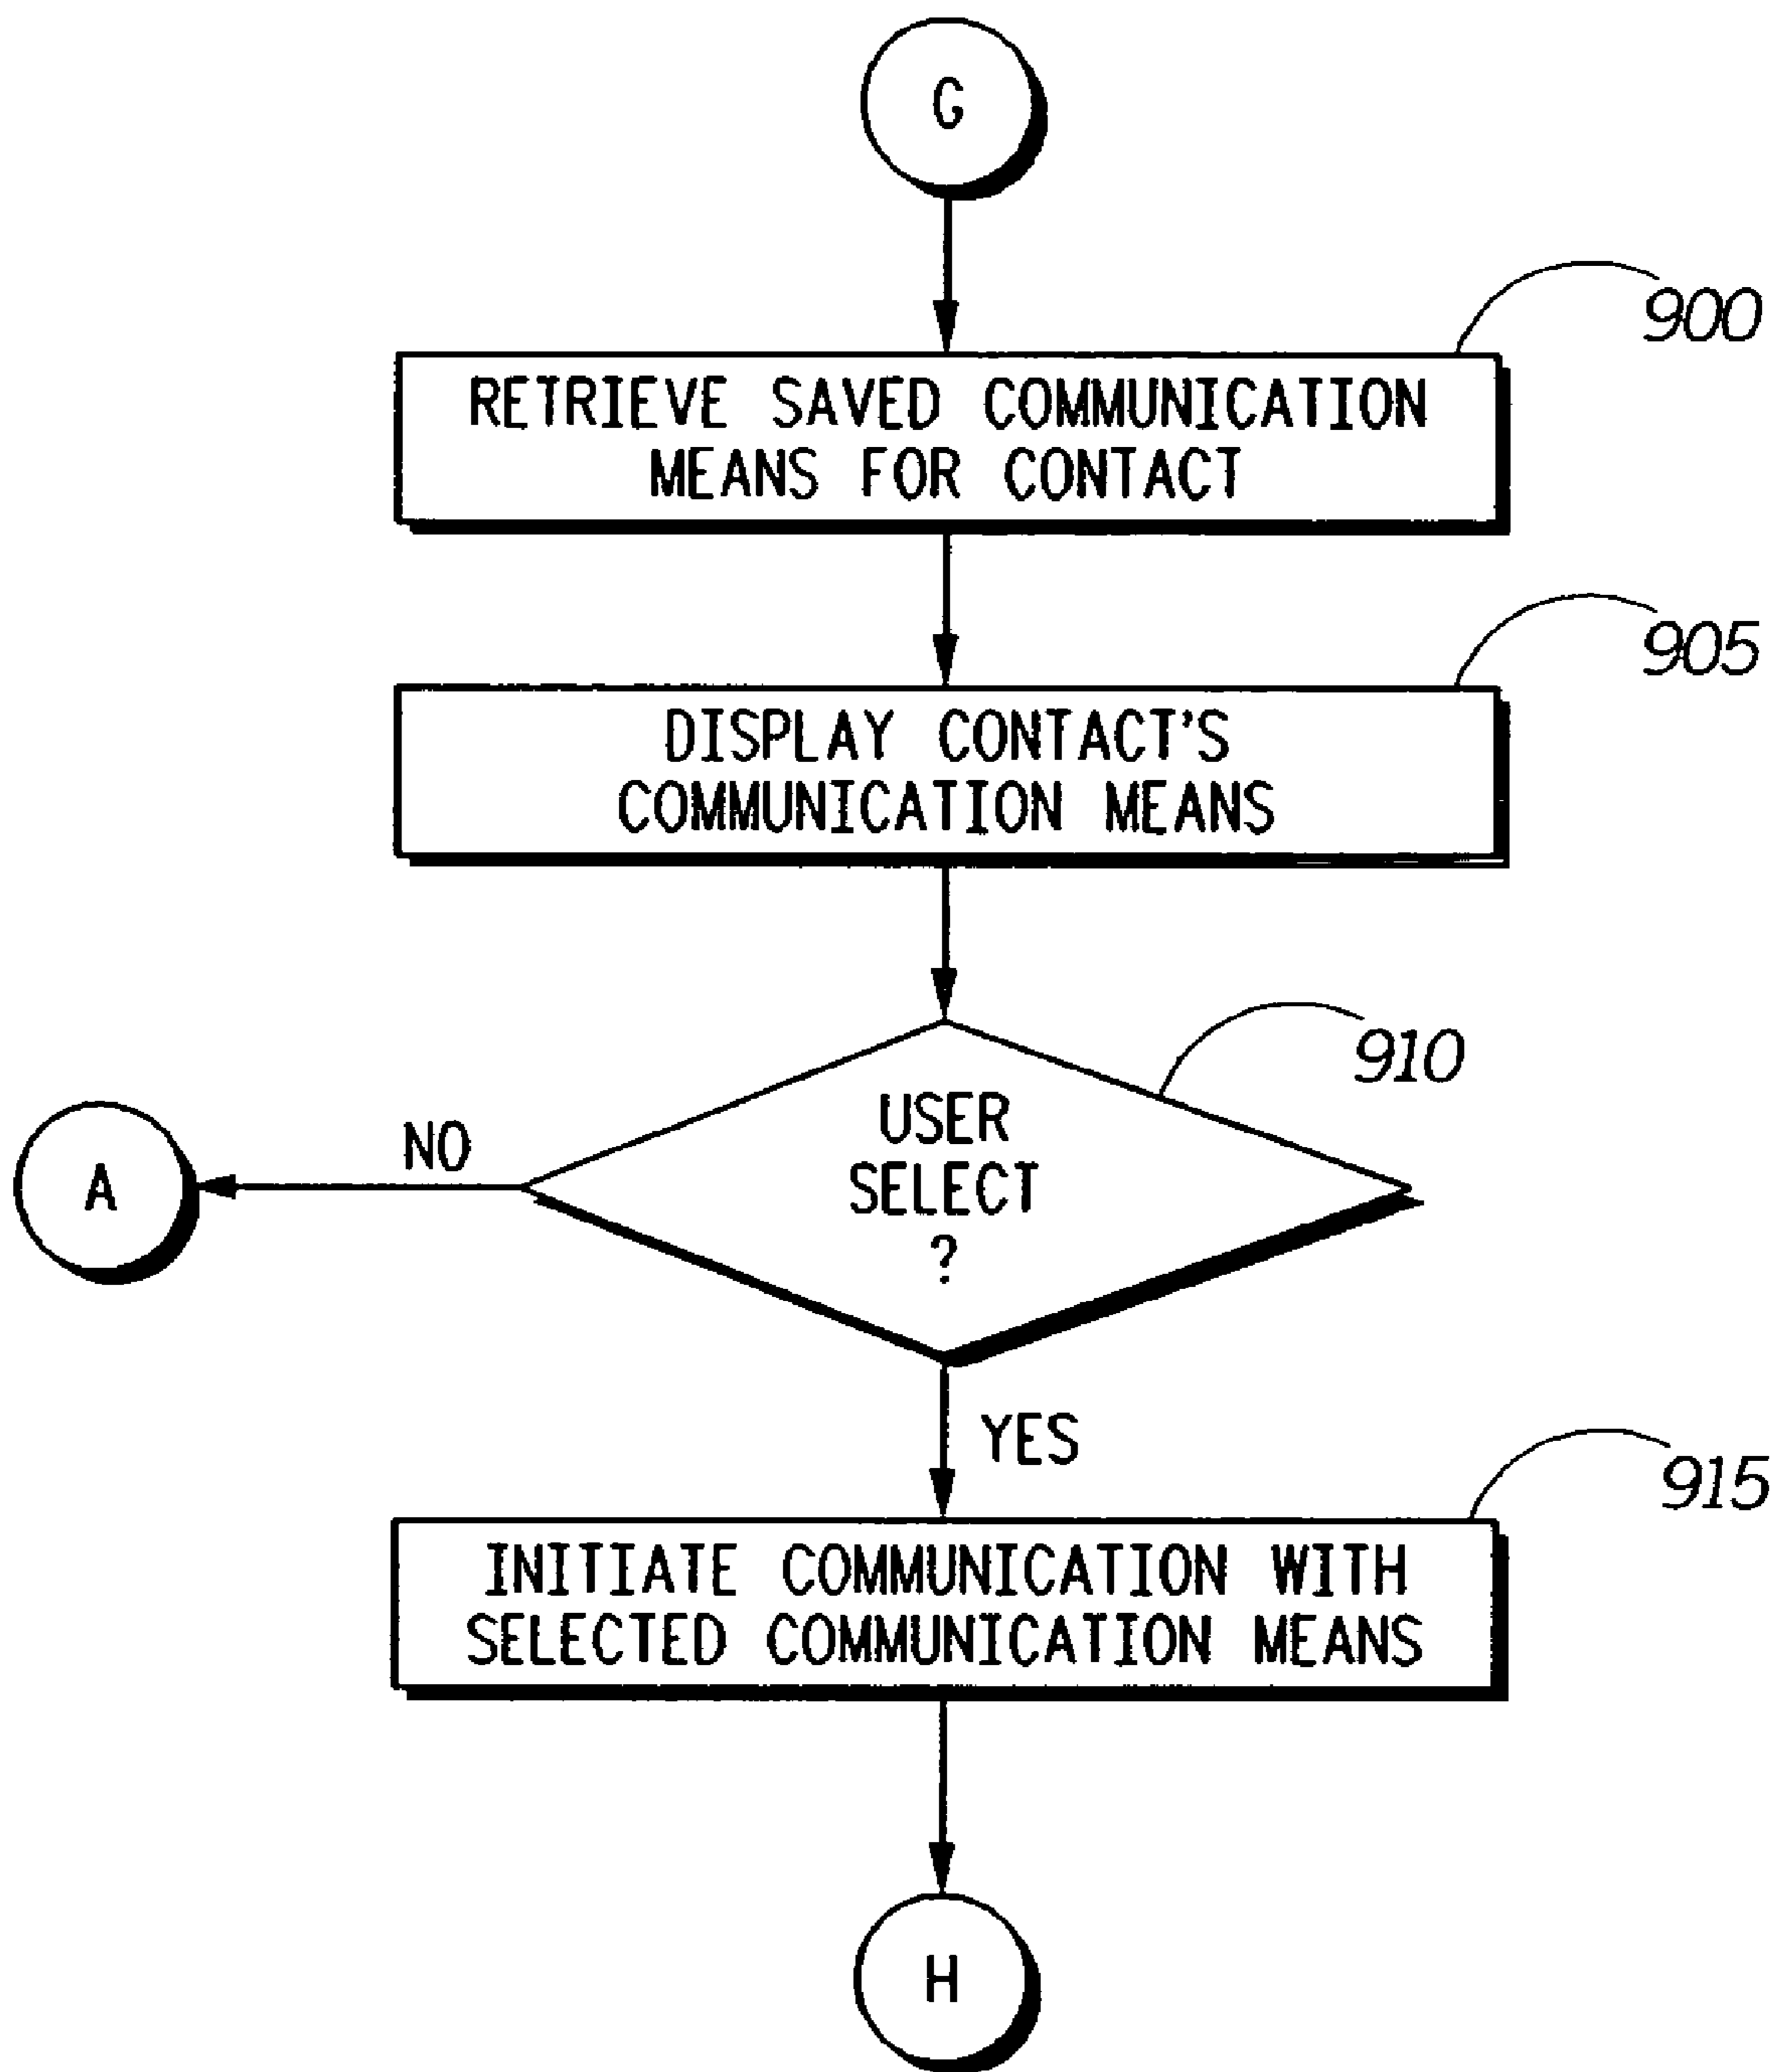 G
900
RETRIEVE SAVED COMMUNICATION
MEANS FOR CONTACT
905
DISPLAY CONTACT'S
COMMUNICATION MEANS
910
USER
SELECT
?
NO
A
YES
915
INITIATE COMMUNICATION WITH
SELECTED COMMUNICATION MEANS
H